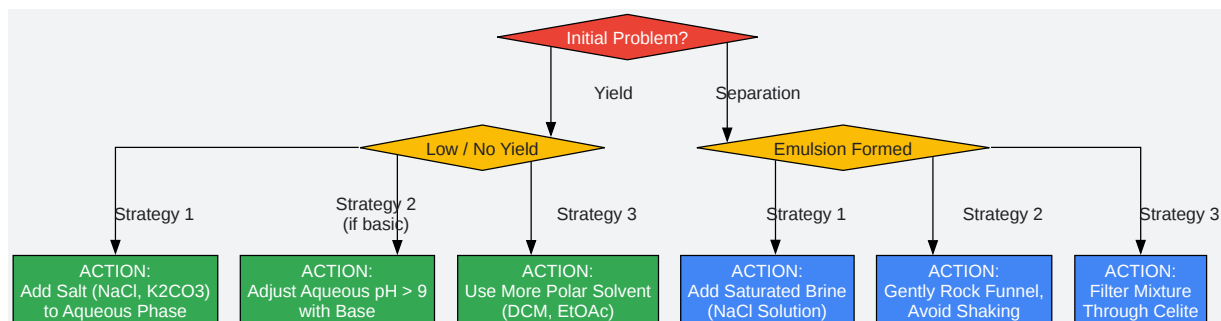 Initial Problem?
Yield
Separation
Low / No Yield
Emulsion Formed
Strategy 1
Strategy 2
(if basic)
Strategy 3
Strategy 1
Strategy 2
Strategy 3
ACTION:
Add Salt (NaCl, K2CO3)
to Aqueous Phase
ACTION:
Adjust Aqueous pH > 9
with Base
ACTION:
Use More Polar Solvent
(DCM, EtOAc)
ACTION:
Add Saturated Brine
(NaCl Solution)
ACTION:
Gently Rock Funnel,
Avoid Shaking
ACTION:
Filter Mixture
Through Celite